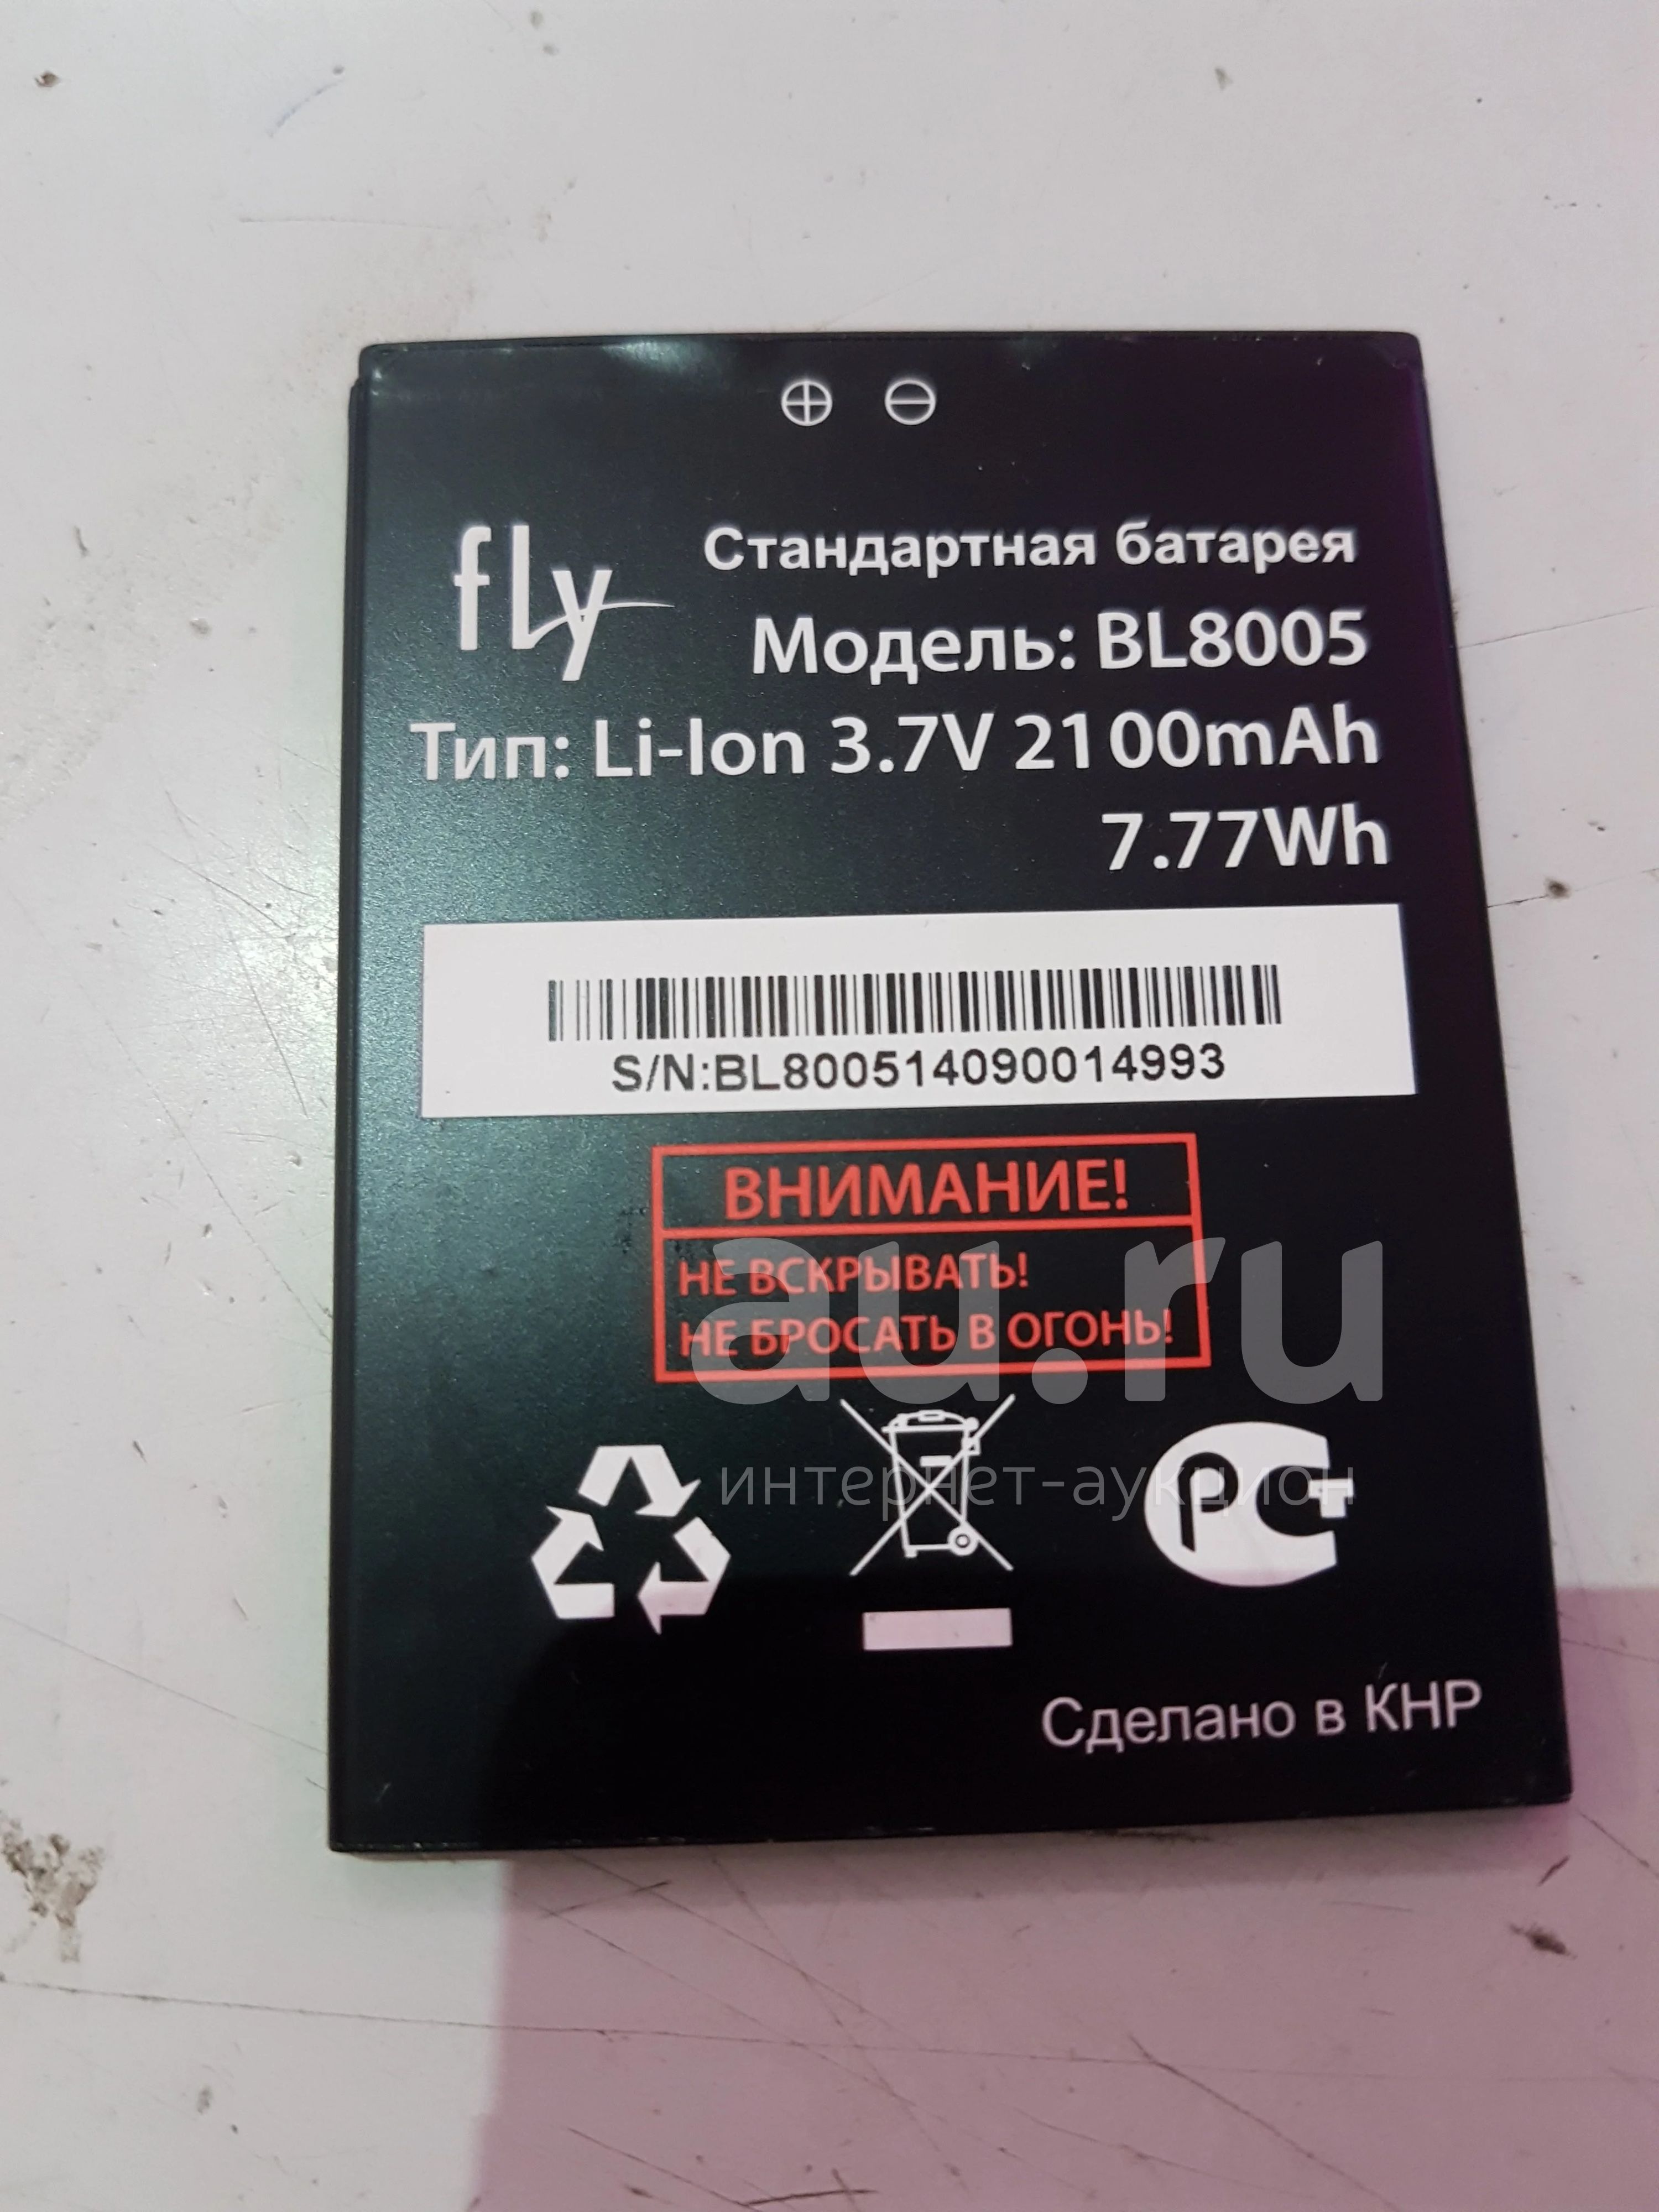 fly
Стандартная батарея
Модель: BL8005
Тип: Li-Ion 3.7V 2100mAh
7.77Wh
S/N:BL800514090014993
ВНИМАНИЕ!
НЕ ВСКРЫВАТЬ!
НЕ БРОСАТЬ В ОГОНЬ!
au.ru
интернет-аукцион
РС
Сделано в КНР